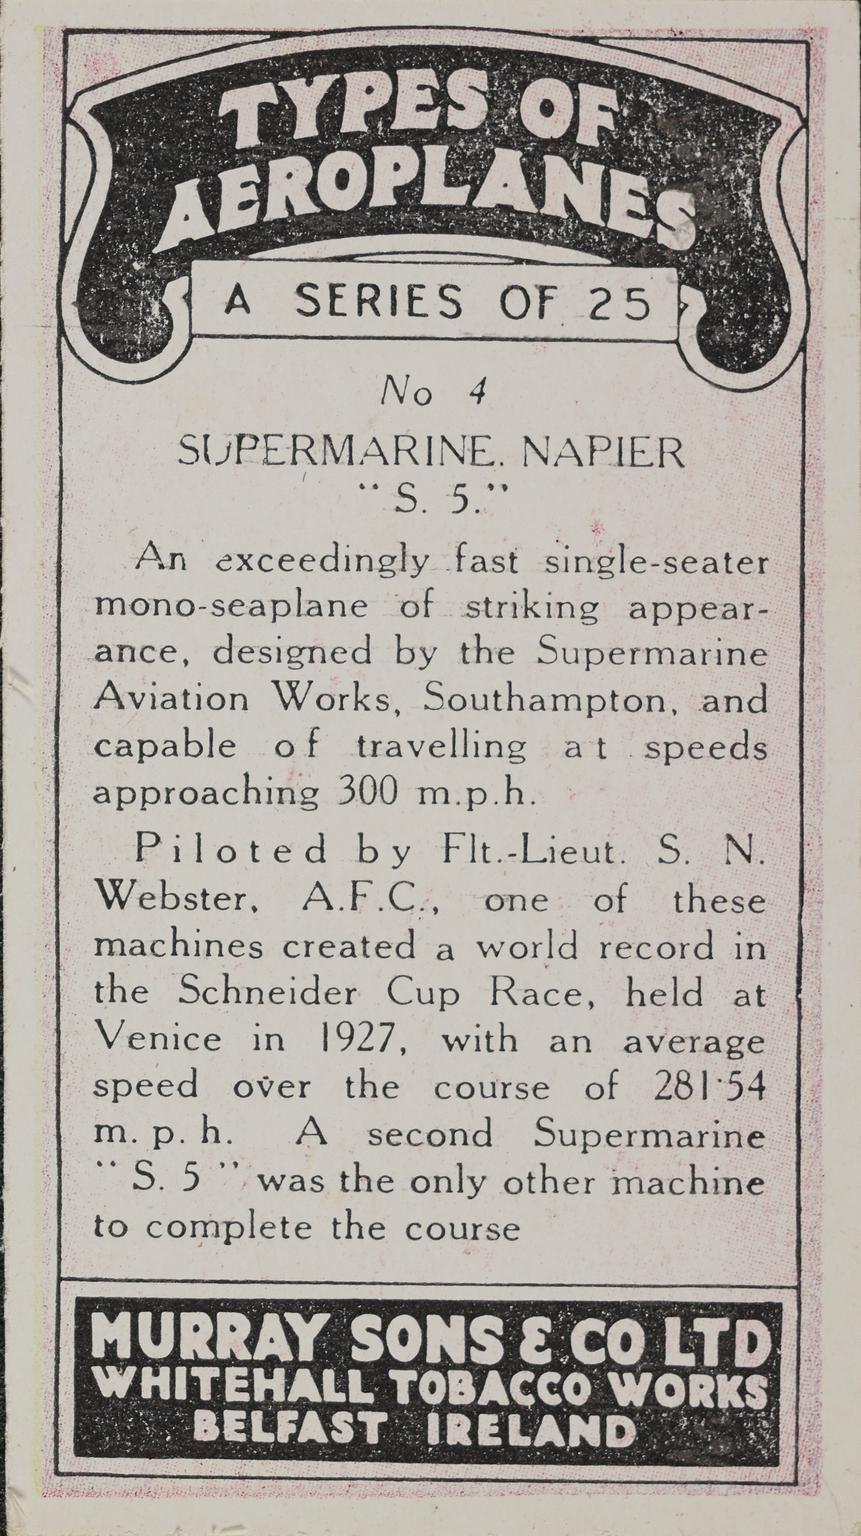 TYPES OF
AEROPLANES
A SERIES OF 25
No 4
SUPERMARINE. NAPIER
"S. 5."
An exceedingly fast single-seater
mono-seaplane of striking appear-
ance, designed by the Supermarine
Aviation Works, Southampton, and
capable of travelling at speeds
approaching 300 m.p.h.
Piloted by Flt.-Lieut. S. N.
Webster, A.F.C., one of these
machines created a world record in
the Schneider Cup Race, held at
Venice in 1927, with an average
speed over the course of 281·54
m. p. h. A second Supermarine
"S. 5" was the only other machine
to complete the course
MURRAY SONS & CO LTD
WHITEHALL TOBACCO WORKS
BELFAST IRELAND